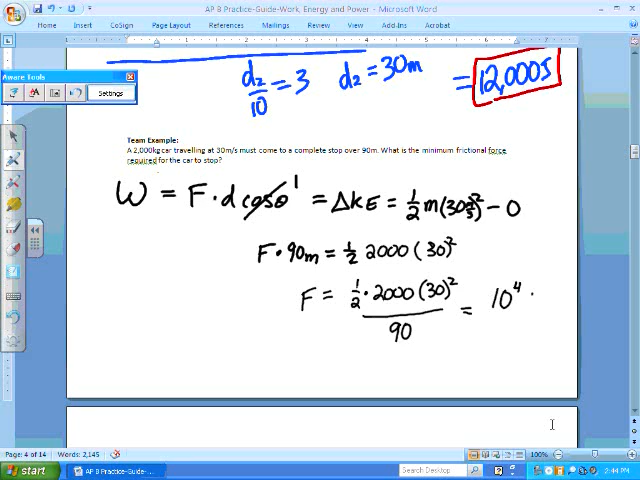 AP B Practice-Guide-Work, Energy and Power - Microsoft Word
Home Insert CoSign Page Layout References Mailings Review View Add-Ins Acrobat
Aware Tools
Settings
d2/10 = 3 d2 = 30m = 12,000J
Team Example:
A 2,000kg car travelling at 30m/s must come to a complete stop over 90m. What is the minimum frictional force
required for the car to stop?
W = F · d cosθ 1 = ΔKE = 1/2 m(30 m/s)² - 0
F · 90m = 1/2 2000 (30)²
F = 1/2 · 2000 (30)² / 90 = 10⁴ ·
Page: 4 of 14 Words: 2,145 100%
start AP B Practice-Guide-... Search Desktop 2:44 PM